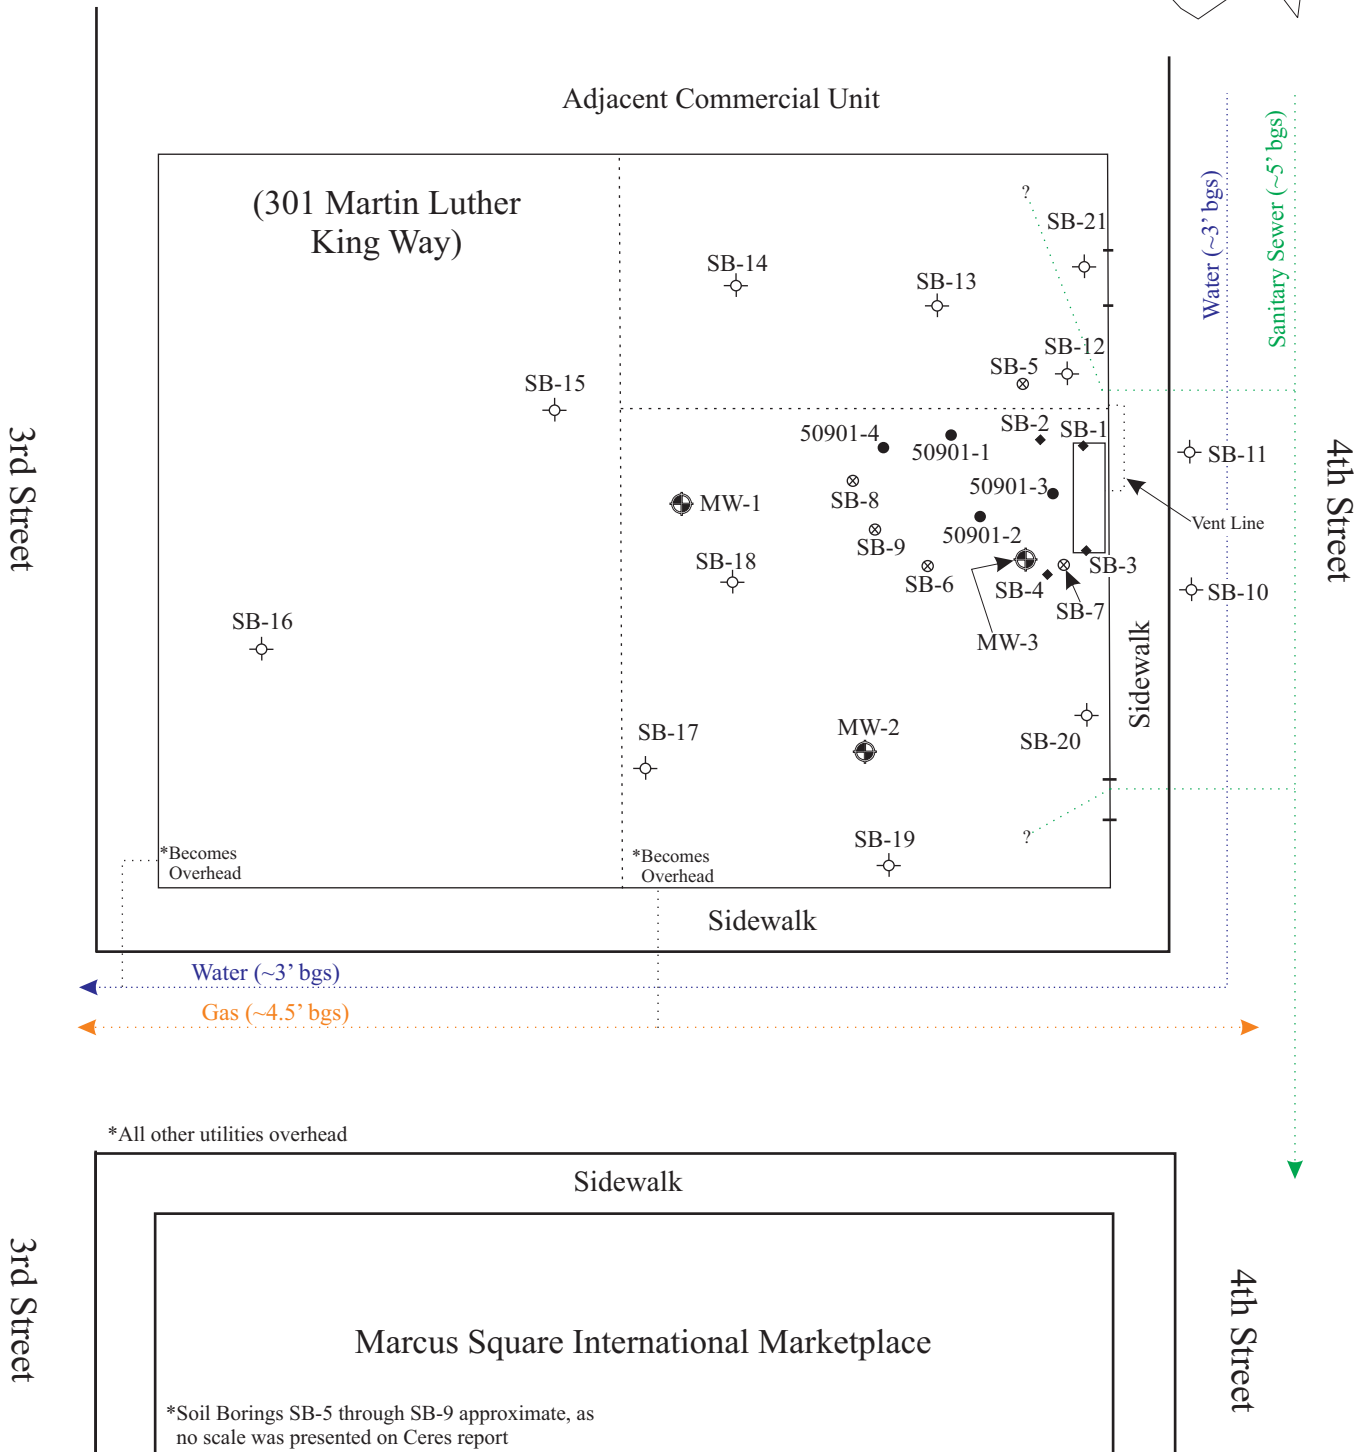 Adjacent Commercial Unit
(301 Martin Luther
King Way)
?
SB-21
Water (~3' bgs)
Sanitary Sewer (~5' bgs)
SB-14
SB-13
SB-12
SB-5
SB-15
SB-2
SB-1
50901-4
50901-1
SB-11
3rd Street
4th Street
50901-3
SB-8
MW-1
Vent Line
50901-2
SB-9
SB-18
SB-6
SB-3
SB-4
SB-7
SB-10
SB-16
MW-3
Sidewalk
SB-17
MW-2
SB-20
?
SB-19
*Becomes
Overhead
*Becomes
Overhead
Sidewalk
Water (~3' bgs)
Gas (~4.5' bgs)
*All other utilities overhead
Sidewalk
3rd Street
4th Street
Marcus Square International Marketplace
*Soil Borings SB-5 through SB-9 approximate, as
no scale was presented on Ceres report